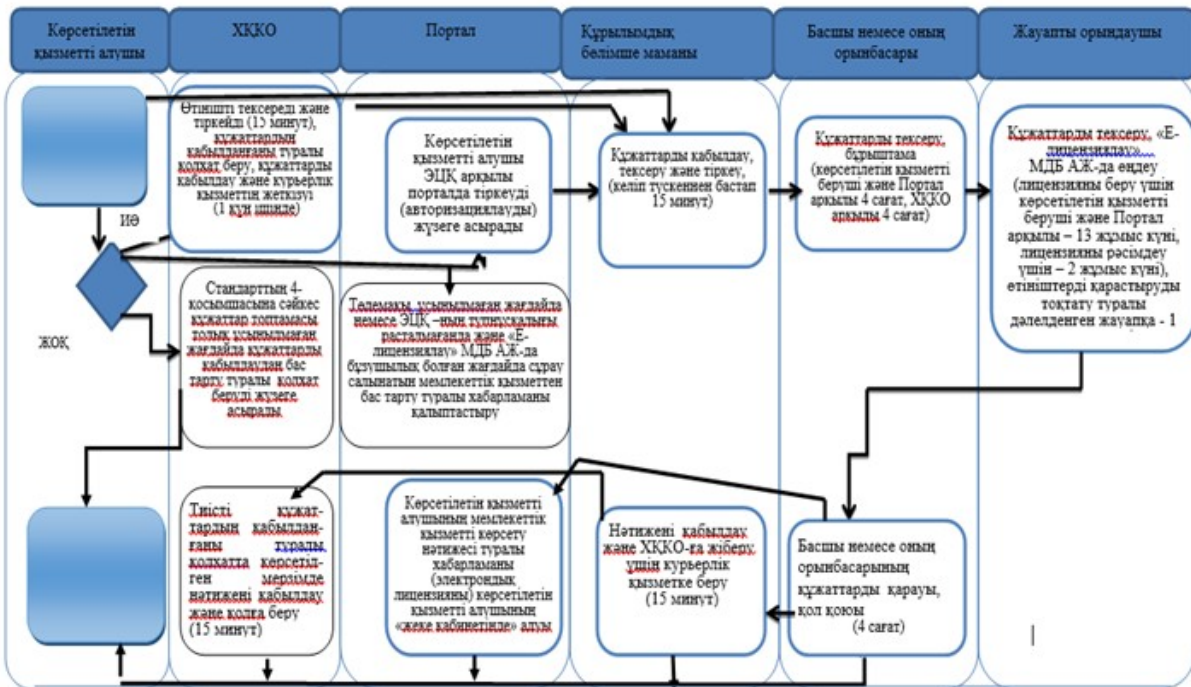 Көрсетілетін
қызметті алушы
ХҚКО
Портал
Құрылымдық
бөлімше маманы
Басшы немесе оның
орынбасары
Жауапты орындаушы
Өтінішті тексереді және
тіркейді (15 минут),
құжаттардын
қабылданғаны туралы
қолхат беру, құжаттарды
қабылдау және курьерлік
қызметтін жеткізуі
(1 күн ішінде)
Көрсетілетін
қызметті алушы
ЭЦҚ арқылы
порталда тіркеуді
(авторизациялауды)
жүзеге асырады
Құжаттарды қабылдау,
тексеру және тіркеу,
(келіп түскеннен бастап
15 минут)
Құжаттарды тексеру,
бұрыштама
(көрсетілетін қызметті
беруші және Портал
арқылы 4 сағат, ХҚКО
арқылы 4 сағат)
Құжаттарды тексеру, «Е-
лицензиялау»
МДБ АЖ-да өңдеу
(лицензияны беру үшін
көрсетілетін қызметті
беруші және Портал
арқылы – 13 жұмыс күні,
лицензияны рәсімдеу
үшін – 2 жұмыс күні),
өтініштерді қарастыруды
тоқтату туралы
дәлелденген жауапқа - 1
ИӘ
ЖОҚ
Стандарттың 4-
қосымшасына сәйкес
құжаттар топтамасы
толық ұсынылмаған
жағдайда құжаттарды
қабылдаудан бас
тарту туралы қолхат
беруді жүзеге
асырады
Төлемақы ұсынылмаған жағдайда
немесе ЭЦҚ –нын түпнұсқалығы
расталмағанда және «Е-
лицензиялау» МДБ АЖ-да
бұзушылық болған жағдайда сұрау
салынатын мемлекеттік қызметтен
бас тарту туралы хабарламаны
қалыптастыру
Тиісті құжат-
тардын қабылдан-
ғаны туралы
қолхатта көрсетіл-
ген мерзімде
нәтижені қабылдау
және қолға беру
(15 минут)
Көрсетілетін қызметті
алушының мемлекеттік
қызметті көрсету
нәтижесі туралы
хабарламаны
(электрондық
лицензияны) көрсетілетін
қызметті алушының
«жеке кабинетінде» алуы
Нәтижені қабылдау
және ХҚКО-ға жіберу
үшін курьерлік
қызметке беру
(15 минут)
Басшы немесе оның
орынбасарының
құжаттарды қарауы,
қол қоюы
(4 сағат)